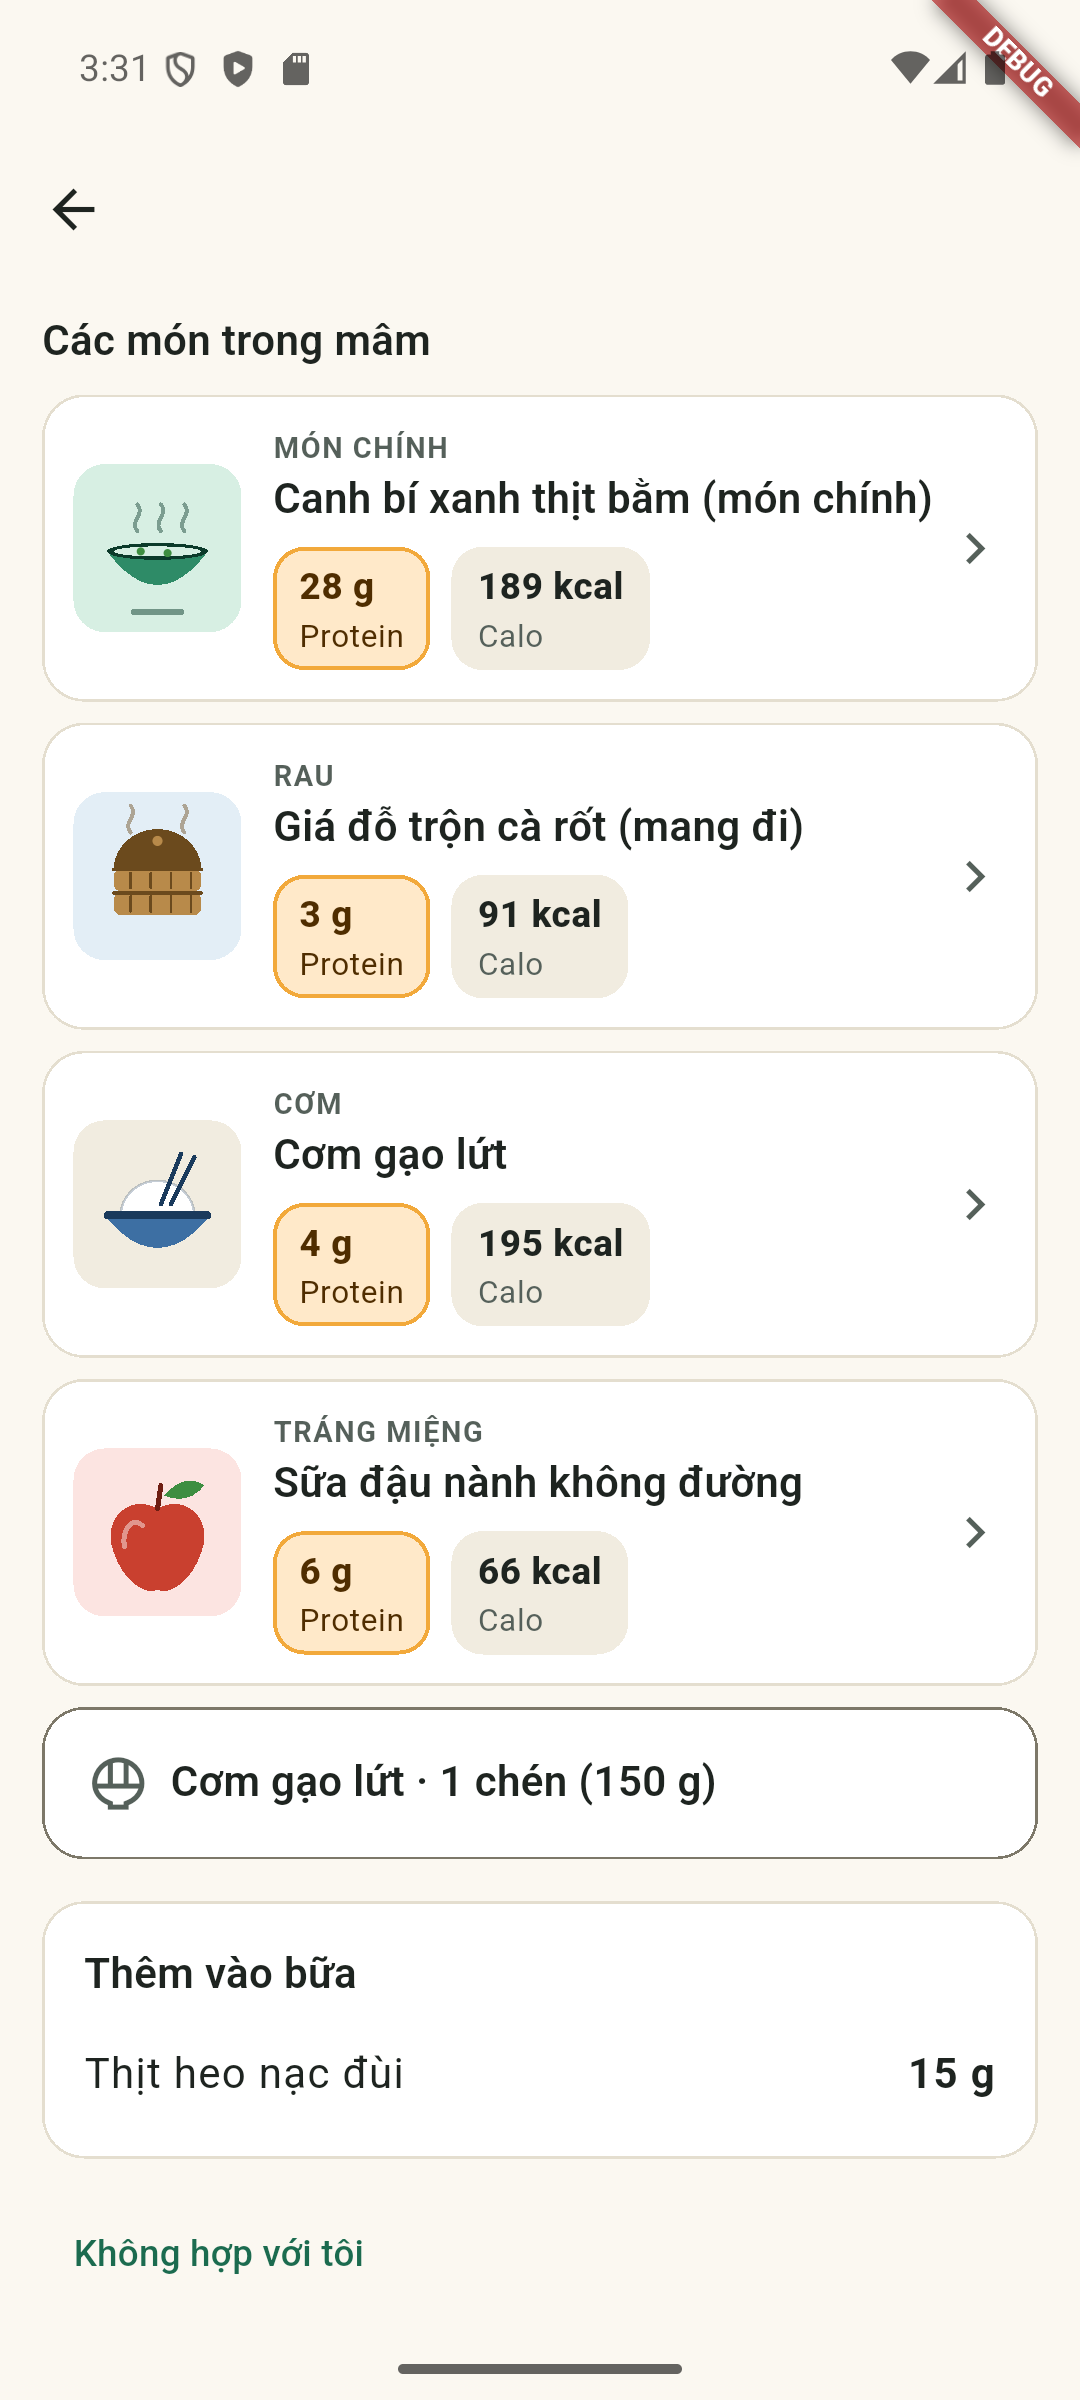 3:31
DEBUG
Các món trong mâm
MÓN CHÍNH
Canh bí xanh thịt bằm (món chính)
28 g
Protein
189 kcal
Calo
RAU
Giá đỗ trộn cà rốt (mang đi)
3 g
Protein
91 kcal
Calo
CƠM
Cơm gạo lứt
4 g
Protein
195 kcal
Calo
TRÁNG MIỆNG
Sữa đậu nành không đường
6 g
Protein
66 kcal
Calo
Cơm gạo lứt · 1 chén (150 g)
Thêm vào bữa
Thịt heo nạc đùi 15 g
Không hợp với tôi